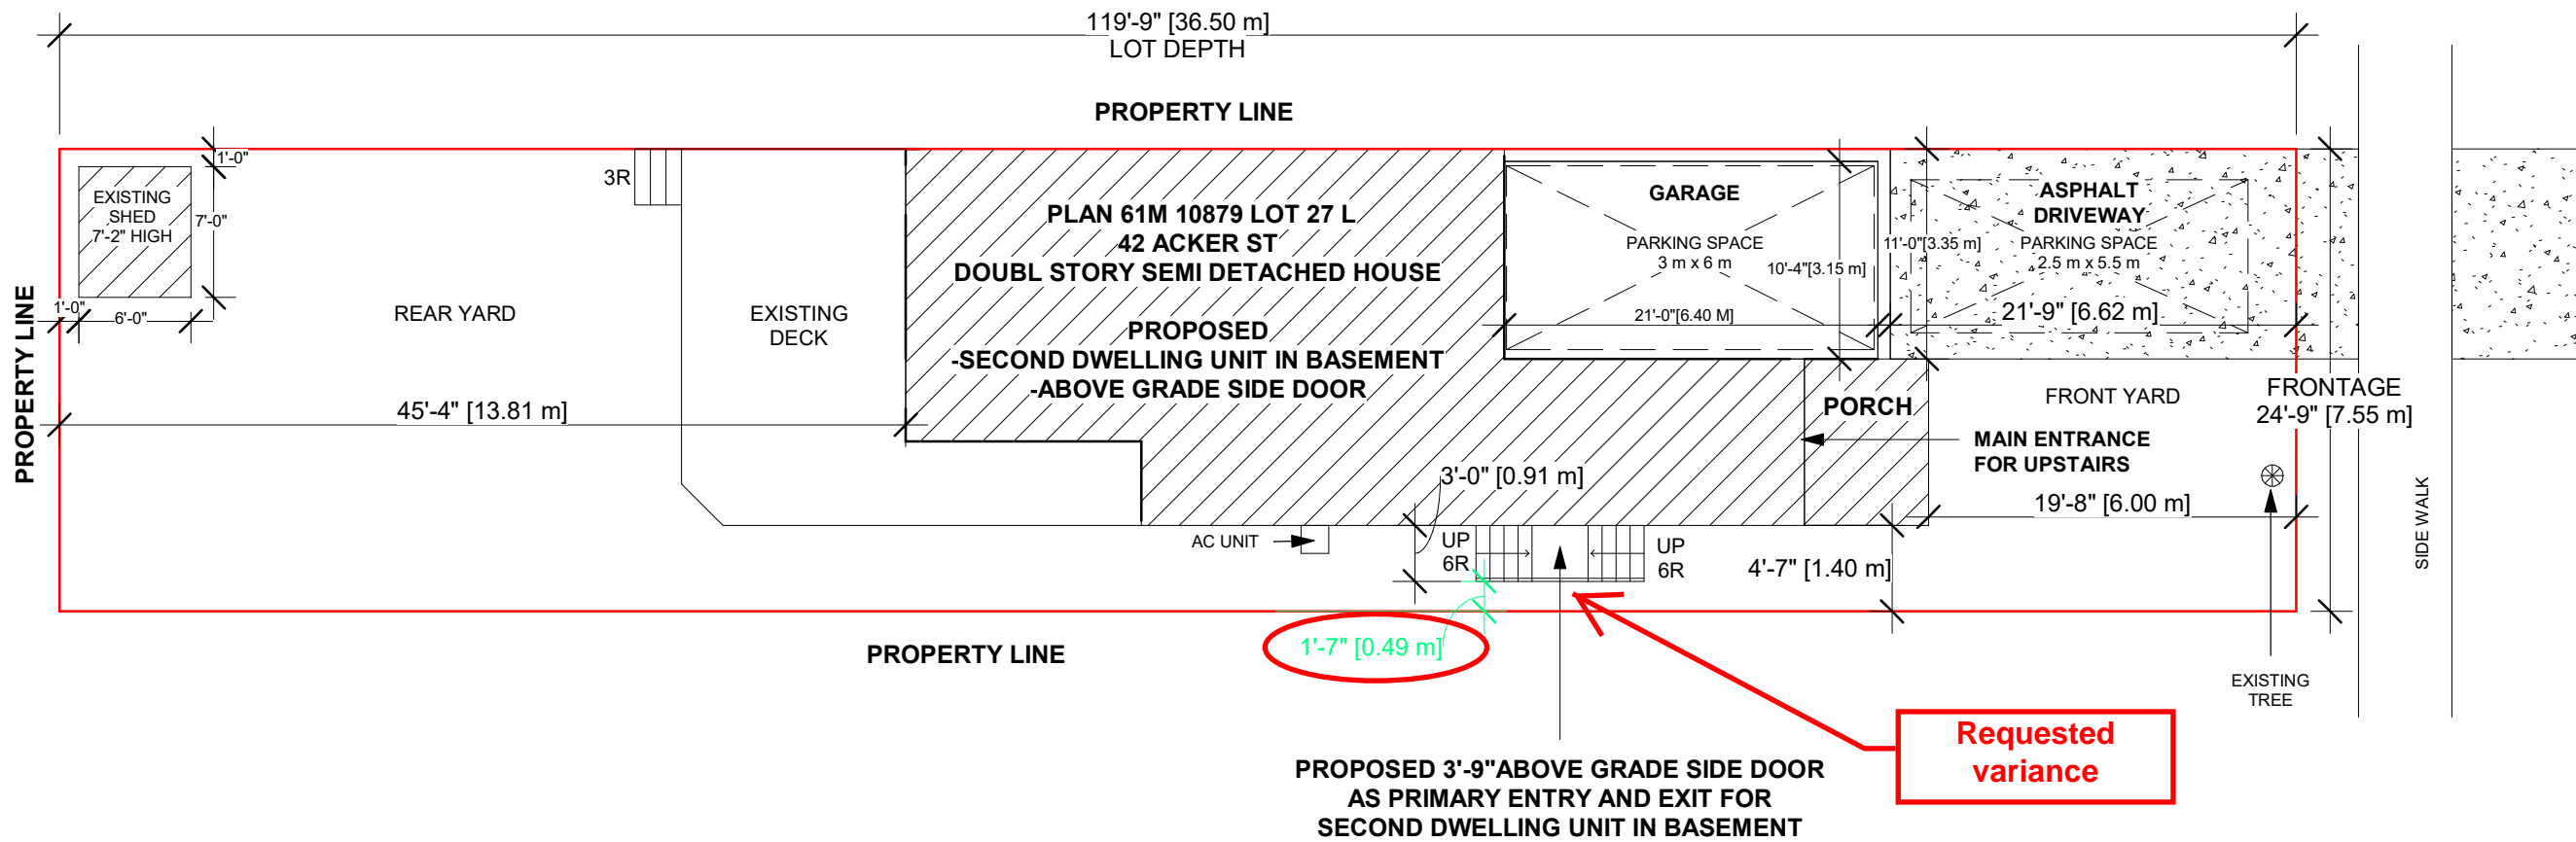 119'-9" [36.50 m]
LOT DEPTH
PROPERTY LINE
1'-0"
3R
EXISTING
SHED
7'-2" HIGH
7'-0"
1'-0"
6'-0"
PROPERTY LINE
REAR YARD
EXISTING
DECK
45'-4" [13.81 m]
PLAN 61M 10879 LOT 27 L
42 ACKER ST
DOUBL STORY SEMI DETACHED HOUSE
PROPOSED
-SECOND DWELLING UNIT IN BASEMENT
-ABOVE GRADE SIDE DOOR
GARAGE
PARKING SPACE
3 m x 6 m
10'-4"[3.15 m]
21'-0"[6.40 M]
11'-0"[3.35 m]
ASPHALT
DRIVEWAY
PARKING SPACE
2.5 m x 5.5 m
21'-9" [6.62 m]
PORCH
FRONT YARD
FRONTAGE
24'-9" [7.55 m]
MAIN ENTRANCE
FOR UPSTAIRS
19'-8" [6.00 m]
SIDE WALK
3'-0" [0.91 m]
AC UNIT
UP
6R
UP
6R
4'-7" [1.40 m]
1'-7" [0.49 m]
PROPERTY LINE
EXISTING
TREE
Requested
variance
PROPOSED 3'-9"ABOVE GRADE SIDE DOOR
AS PRIMARY ENTRY AND EXIT FOR
SECOND DWELLING UNIT IN BASEMENT